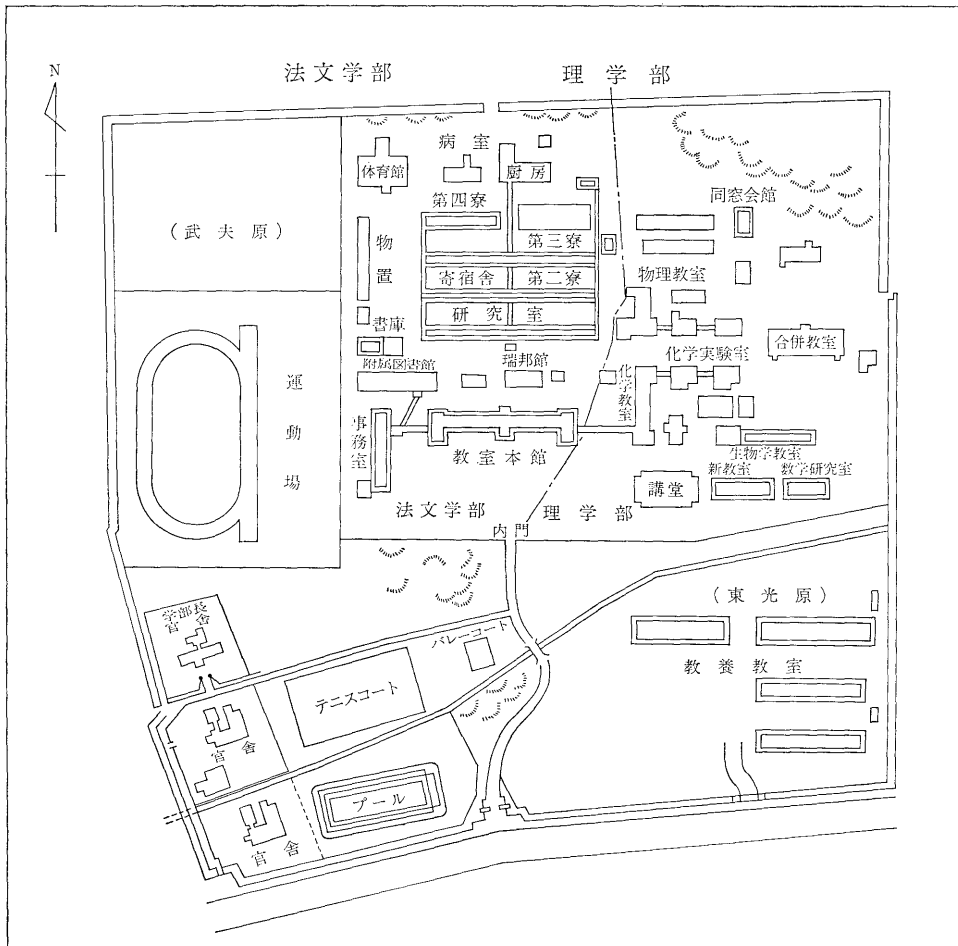 法文学部
理学部
N
病室
体育館
厨房
同窓会館
第四寮
(武夫原)
物置
第三寮
物理教室
寄宿舎
第二寮
研究室
書庫
附属図書館
瑞邦館
化学実験室
合併教室
化学教室
運動場
事務室
教室本館
生物学教室
新教室
数学研究室
講堂
法文学部
理学部
内門
(東光原)
学部長
官舎
バレーコート
教養教室
テニスコート
官舎
プール
官舎